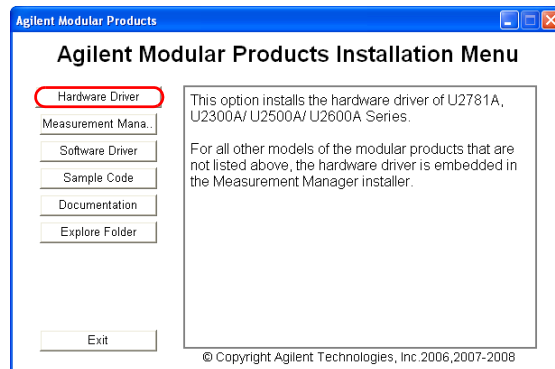 Agilent Modular Products
Agilent Modular Products Installation Menu
Hardware Driver
Measurement Mana..
Software Driver
Sample Code
Documentation
Explore Folder
Exit
This option installs the hardware driver of U2781A,
U2300A/ U2500A/ U2600A Series.
For all other models of the modular products that are
not listed above, the hardware driver is embedded in
the Measurement Manager installer.
© Copyright Agilent Technologies, Inc.2006,2007-2008